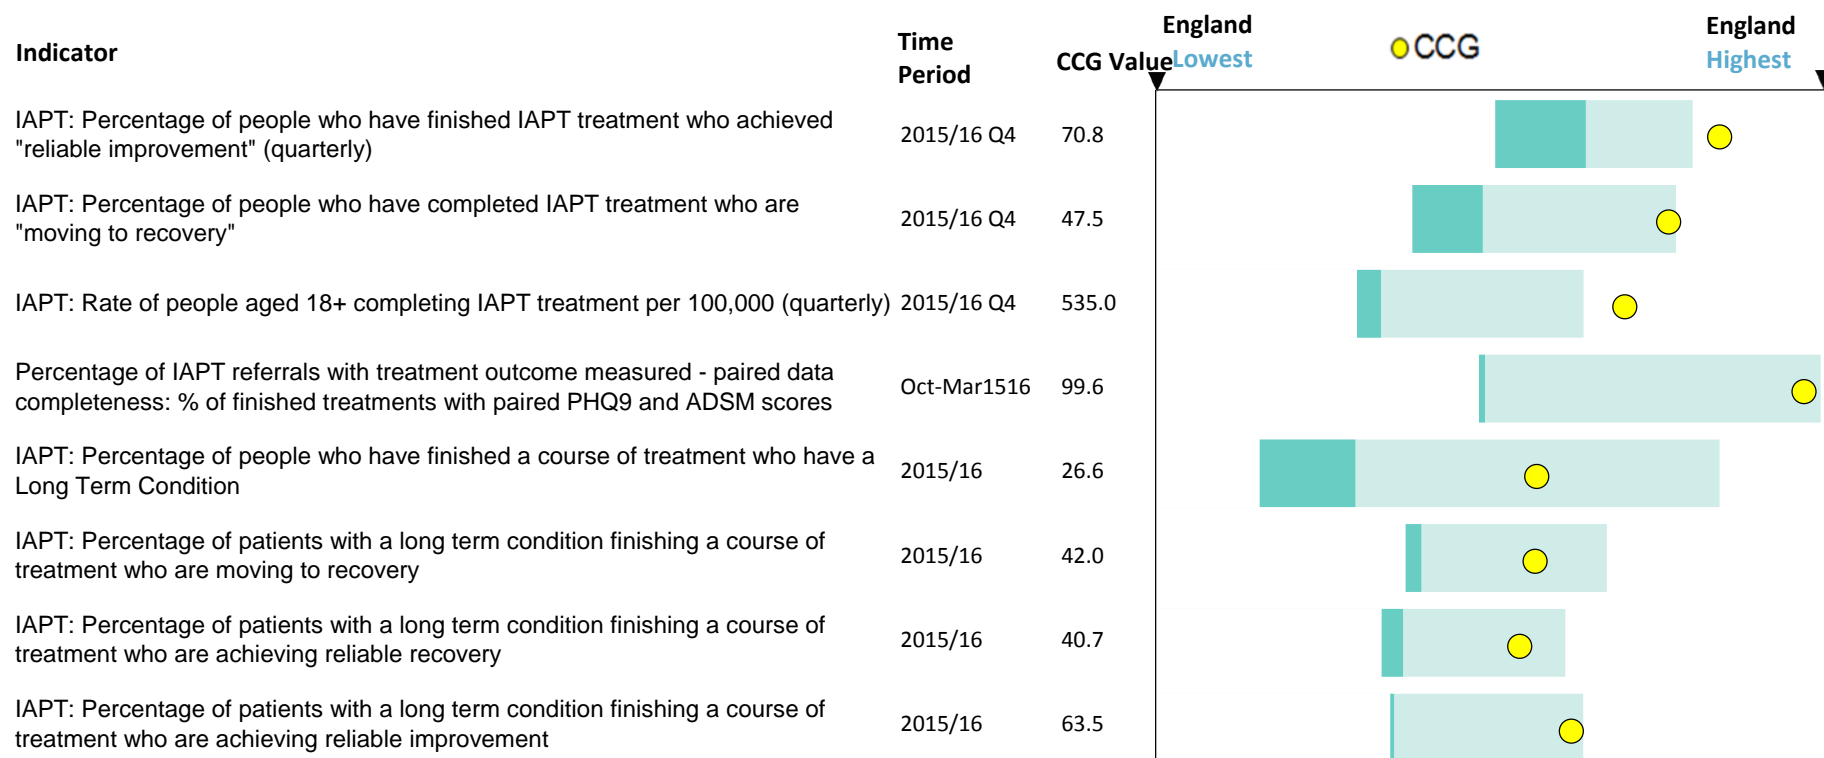 Indicator
Time
Period
CCG Value
England
Lowest
CCG
England
Highest
IAPT: Percentage of people who have finished IAPT treatment who achieved
"reliable improvement" (quarterly)
2015/16 Q4
70.8
IAPT: Percentage of people who have completed IAPT treatment who are
"moving to recovery"
2015/16 Q4
47.5
IAPT: Rate of people aged 18+ completing IAPT treatment per 100,000 (quarterly)
2015/16 Q4
535.0
Percentage of IAPT referrals with treatment outcome measured - paired data
completeness: % of finished treatments with paired PHQ9 and ADSM scores
Oct-Mar1516
99.6
IAPT: Percentage of people who have finished a course of treatment who have a
Long Term Condition
2015/16
26.6
IAPT: Percentage of patients with a long term condition finishing a course of
treatment who are moving to recovery
2015/16
42.0
IAPT: Percentage of patients with a long term condition finishing a course of
treatment who are achieving reliable recovery
2015/16
40.7
IAPT: Percentage of patients with a long term condition finishing a course of
treatment who are achieving reliable improvement
2015/16
63.5